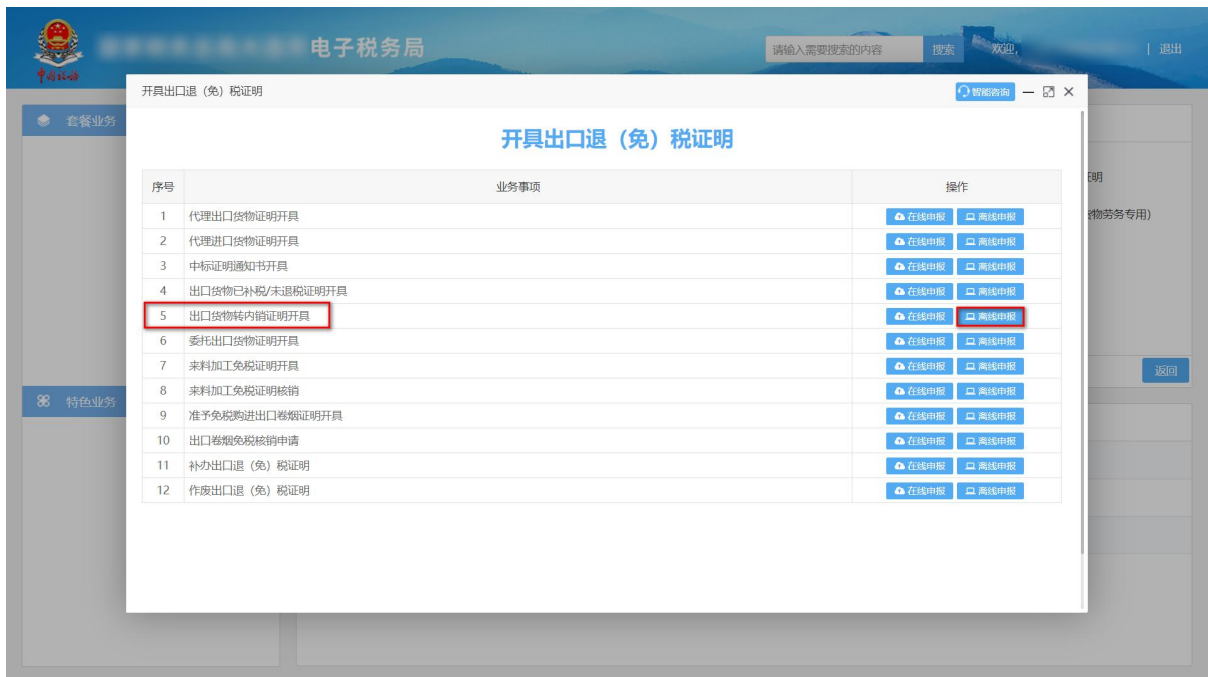 电子税务局
请输入需要搜索的内容 搜索 欢迎, | 退出
中国税务
开具出口退（免）税证明 智能咨询
套餐业务
开具出口退（免）税证明
证明
序号 业务事项 操作
1 代理出口货物证明开具 在线申报 离线申报
货物劳务专用)
2 代理进口货物证明开具 在线申报 离线申报
3 中标证明通知书开具 在线申报 离线申报
4 出口货物已补税/未退税证明开具 在线申报 离线申报
5 出口货物转内销证明开具 在线申报 离线申报
6 委托出口货物证明开具 在线申报 离线申报
7 来料加工免税证明开具 在线申报 离线申报
返回
8 来料加工免税证明核销 在线申报 离线申报
特色业务
9 准予免税购进出口卷烟证明开具 在线申报 离线申报
10 出口卷烟免税核销申请 在线申报 离线申报
11 补办出口退（免）税证明 在线申报 离线申报
12 作废出口退（免）税证明 在线申报 离线申报